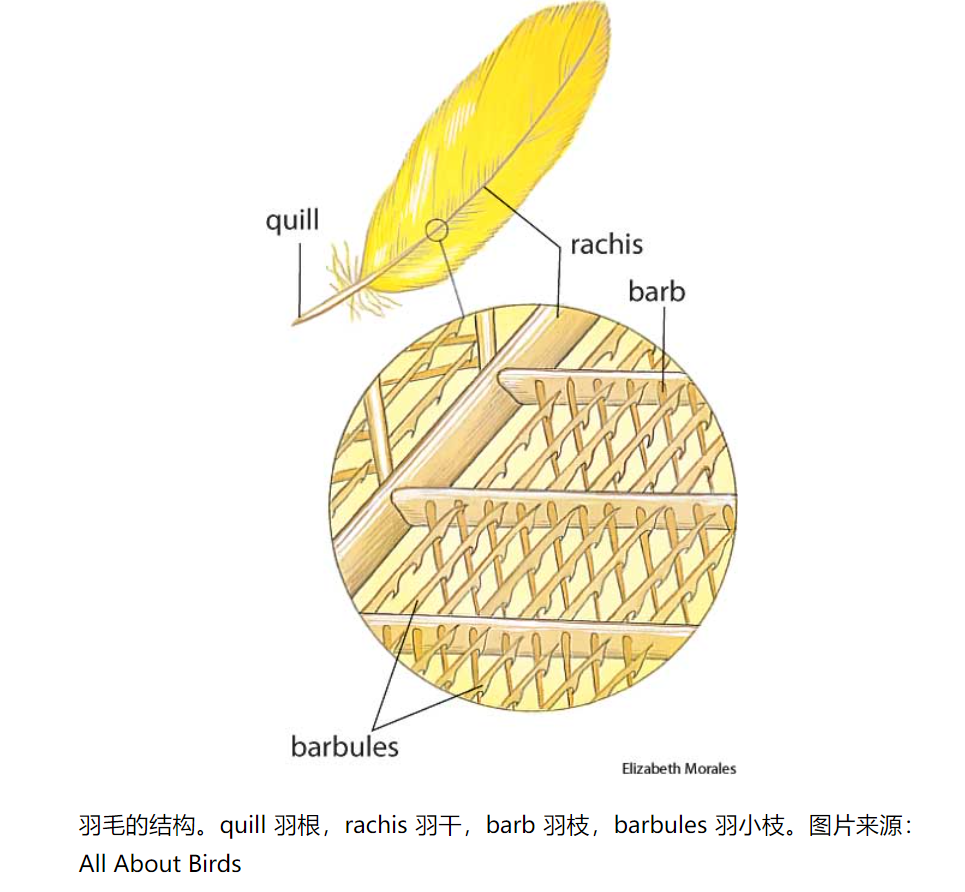 quill
rachis
barb
barbules
Elizabeth Morales
羽毛的结构。quill 羽根，rachis 羽干，barb 羽枝，barbules 羽小枝。图片来源：
All About Birds